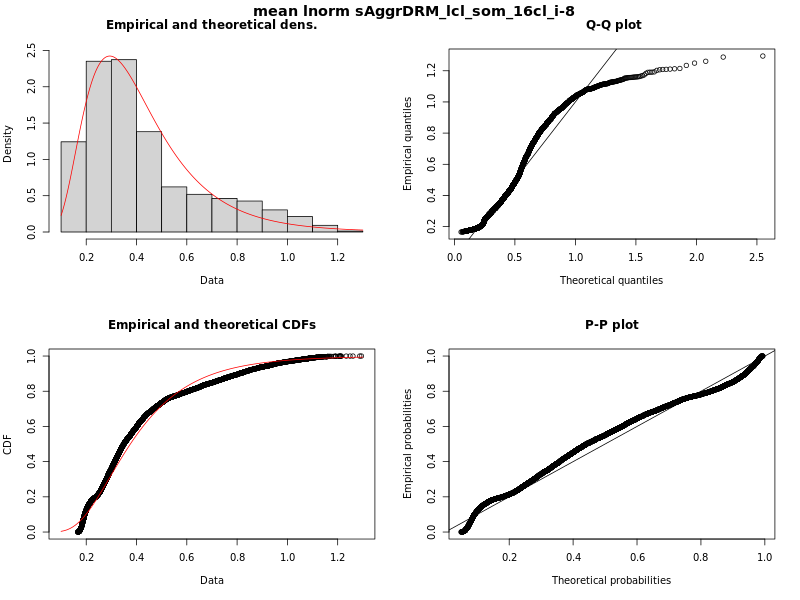 mean lnorm sAggrDRM_lcl_som_16cl_i-8
Empirical and theoretical dens.
Density
0.0 0.5 1.0 1.5 2.0 2.5
0.2 0.4 0.6 0.8 1.0 1.2
Data
Q-Q plot
Empirical quantiles
0.2 0.4 0.6 0.8 1.0 1.2
0.0 0.5 1.0 1.5 2.0 2.5
Theoretical quantiles
Empirical and theoretical CDFs
CDF
0.0 0.2 0.4 0.6 0.8 1.0
0.2 0.4 0.6 0.8 1.0 1.2
Data
P-P plot
Empirical probabilities
0.0 0.2 0.4 0.6 0.8 1.0
0.2 0.4 0.6 0.8 1.0
Theoretical probabilities